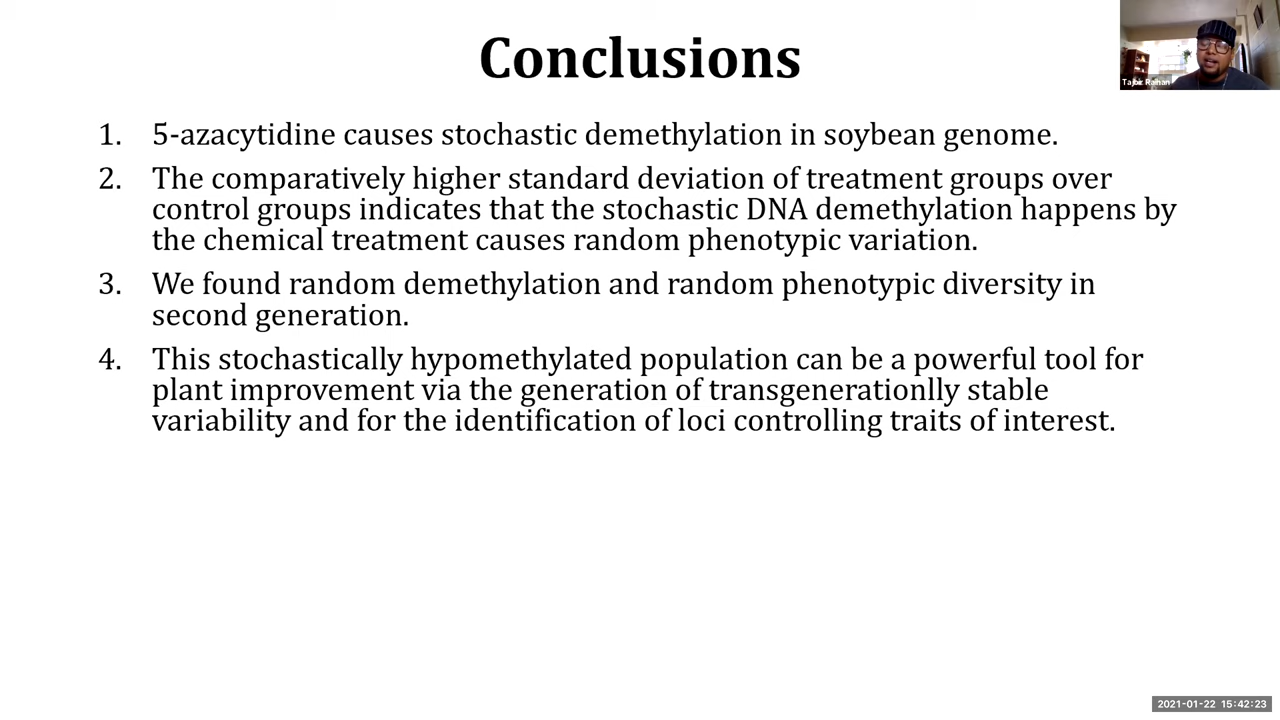 Conclusions
Tajbir Raihan
1. 5-azacytidine causes stochastic demethylation in soybean genome.
2. The comparatively higher standard deviation of treatment groups over
control groups indicates that the stochastic DNA demethylation happens by
the chemical treatment causes random phenotypic variation.
3. We found random demethylation and random phenotypic diversity in
second generation.
4. This stochastically hypomethylated population can be a powerful tool for
plant improvement via the generation of transgenerationlly stable
variability and for the identification of loci controlling traits of interest.
2021-01-22 15:42:23